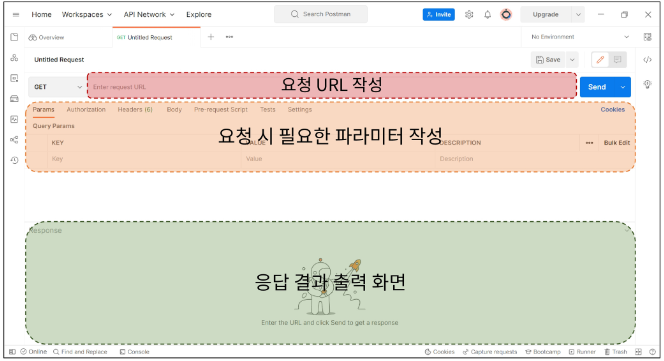 Home Workspaces API Network Explore Search Postman Invite Upgrade
Overview GET Untitled Request + No Environment
Untitled Request Save
GET Enter request URL 요청 URL 작성 Send
Params Authorization Headers (6) Body Pre-request Script Tests Settings Cookies
Query Params
요청 시 필요한 파라미터 작성
KEY VALUE DESCRIPTION Bulk Edit
Key Value Description
Response
응답 결과 출력 화면
Enter the URL and click Send to get a response
Online Find and Replace Console Cookies Capture requests Bootcamp Runner Trash